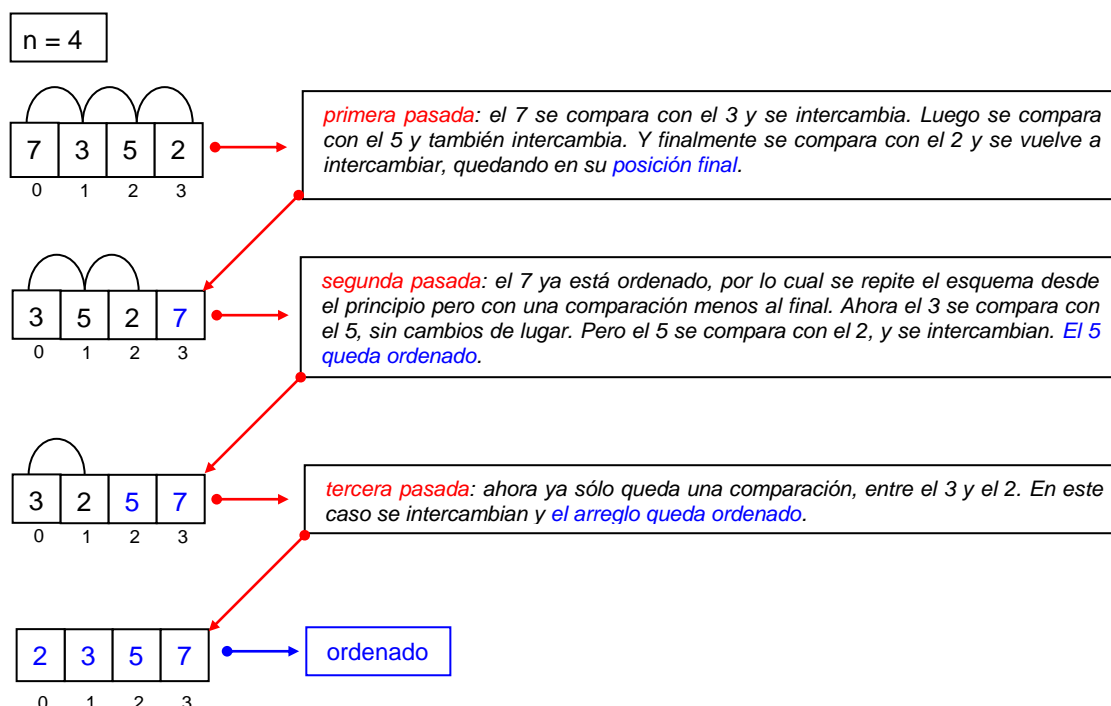 n = 4
7 3 5 2
0 1 2 3
primera pasada: el 7 se compara con el 3 y se intercambia. Luego se compara
con el 5 y también intercambia. Y finalmente se compara con el 2 y se vuelve a
intercambiar, quedando en su posición final.
3 5 2 7
0 1 2 3
segunda pasada: el 7 ya está ordenado, por lo cual se repite el esquema desde
el principio pero con una comparación menos al final. Ahora el 3 se compara con
el 5, sin cambios de lugar. Pero el 5 se compara con el 2, y se intercambian. El 5
queda ordenado.
3 2 5 7
0 1 2 3
tercera pasada: ahora ya sólo queda una comparación, entre el 3 y el 2. En este
caso se intercambian y el arreglo queda ordenado.
2 3 5 7
0 1 2 3
ordenado